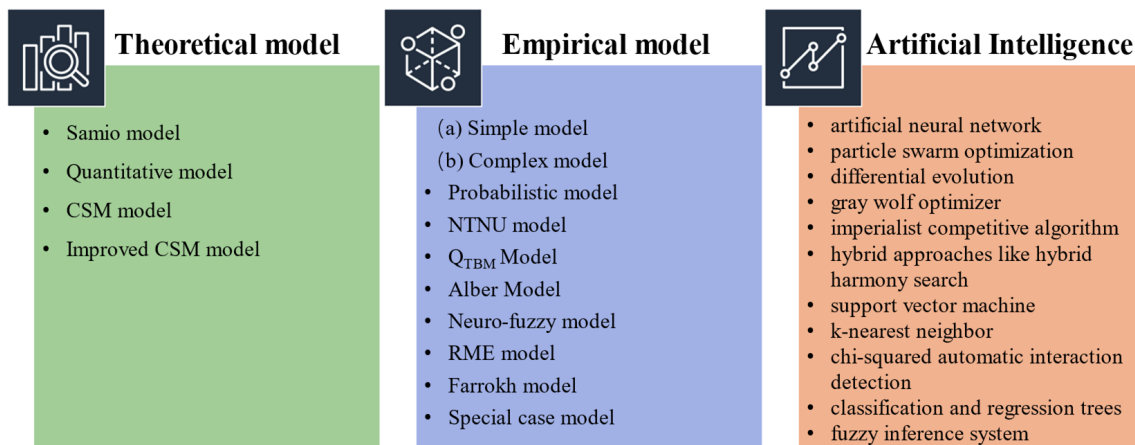 Theoretical model
• Samio model
• Quantitative model
• CSM model
• Improved CSM model
Empirical model
(a) Simple model
(b) Complex model
• Probabilistic model
• NTNU model
• QTBM Model
• Alber Model
• Neuro-fuzzy model
• RME model
• Farrokh model
• Special case model
Artificial Intelligence
• artificial neural network
• particle swarm optimization
• differential evolution
• gray wolf optimizer
• imperialist competitive algorithm
• hybrid approaches like hybrid
harmony search
• support vector machine
• k-nearest neighbor
• chi-squared automatic interaction
detection
• classification and regression trees
• fuzzy inference system